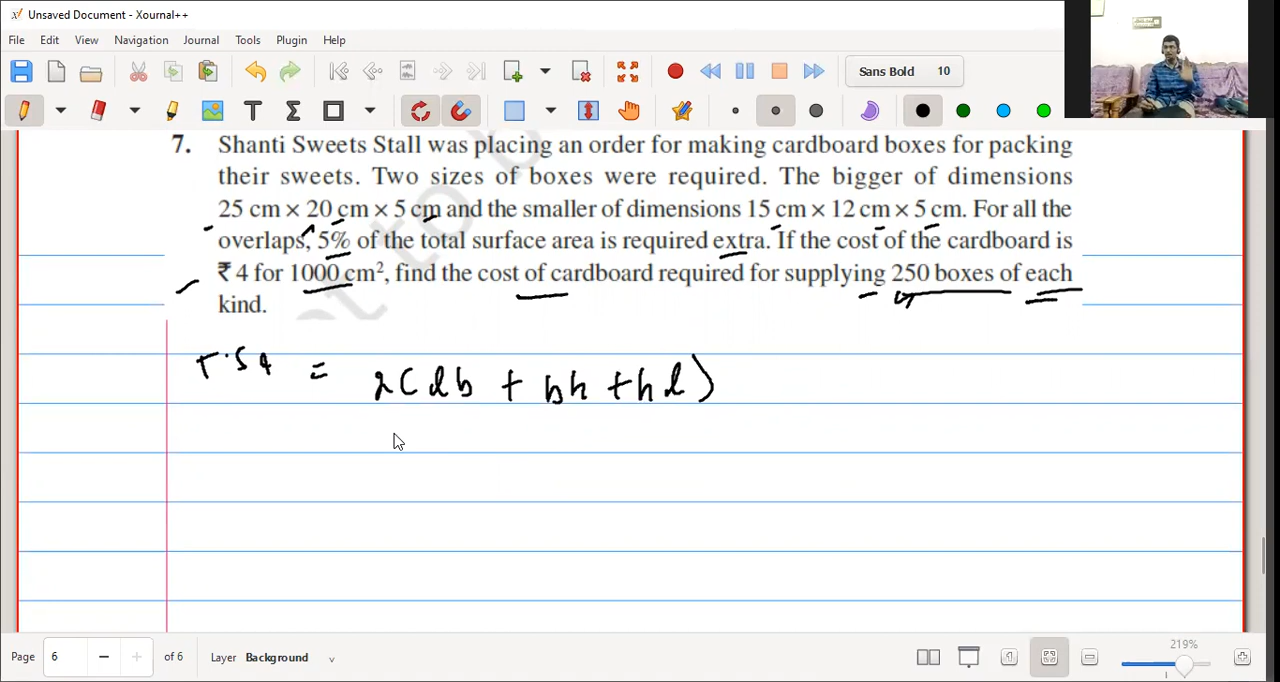 Unsaved Document - Xournal++
File Edit View Navigation Journal Tools Plugin Help
Sans Bold 10
7. Shanti Sweets Stall was placing an order for making cardboard boxes for packing
their sweets. Two sizes of boxes were required. The bigger of dimensions
25 cm × 20 cm × 5 cm and the smaller of dimensions 15 cm × 12 cm × 5 cm. For all the
overlaps, 5% of the total surface area is required extra. If the cost of the cardboard is
₹ 4 for 1000 cm², find the cost of cardboard required for supplying 250 boxes of each
kind.
T.SA = 2(lb + bh + hl)
Page 6 of 6 Layer Background 219%